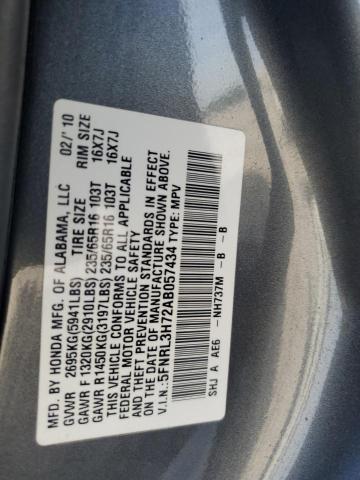 MFD. BY HONDA MFG. OF ALABAMA, LLC 02/'10
GVWR 2695KG(5941LBS) TIRE SIZE RIM SIZE
GAWR F 1320KG(2910LBS) 235/65R16 103T 16X7J
GAWR R 1450KG(3197LBS) 235/65R16 103T 16X7J
THIS VEHICLE CONFORMS TO ALL APPLICABLE
FEDERAL MOTOR VEHICLE SAFETY
AND THEFT PREVENTION STANDARDS IN EFFECT
ON THE DATE OF MANUFACTURE SHOWN ABOVE.
V.I.N.:5FNRL3H72AB057434 TYPE: MPV
SHJ A AE6 -NH737M - B - B